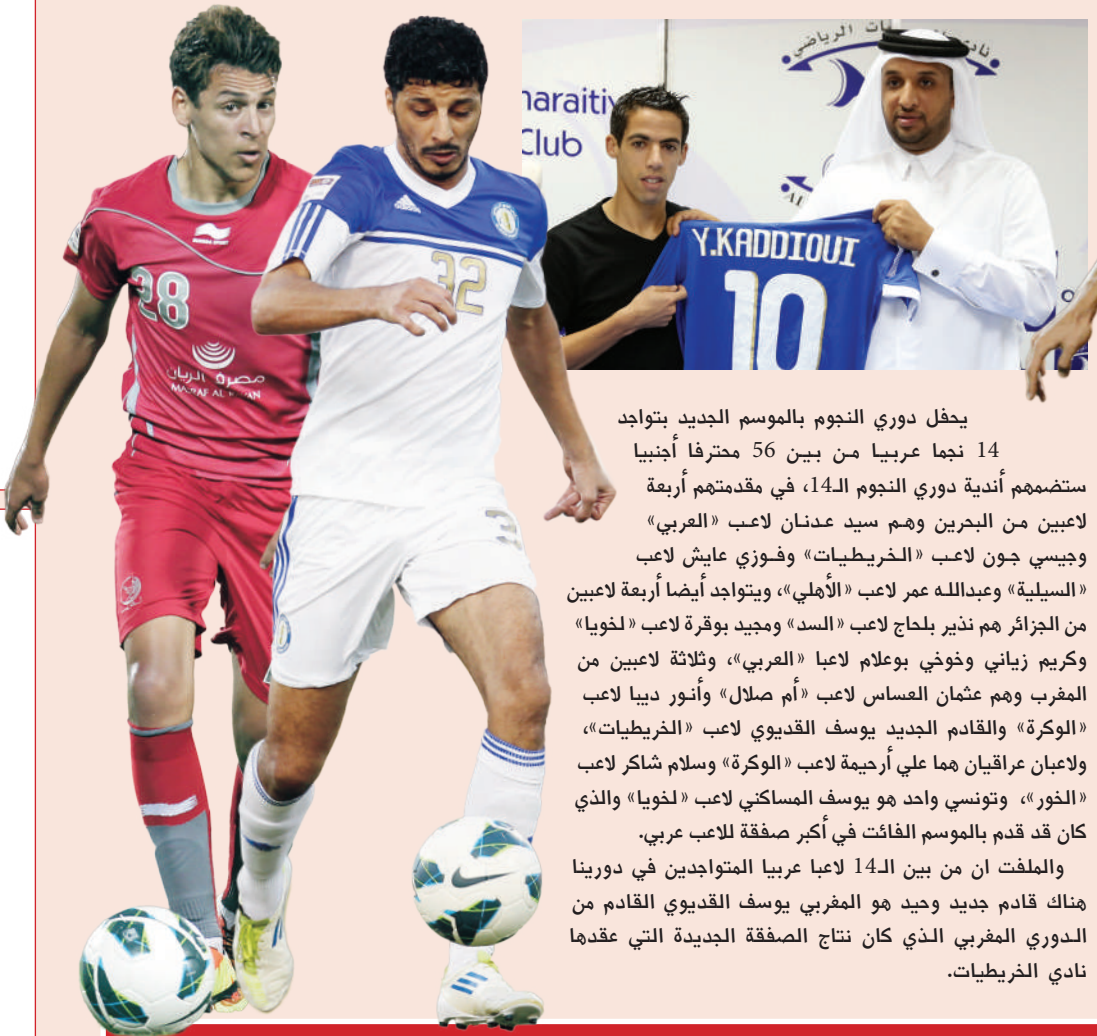 نادي
الرياضي
haraitiy
Club
AL
Y.KADDIOUI
10
28
BURRDA SPORT
مصرف الريان
MASRAF AL RAYAN
adidas
32
3
يحفل دوري النجوم بالموسم الجديد بتواجد
14 نجما عربيا من بين 56 محترفا أجنبيا
ستضمهم أندية دوري النجوم الـ14، في مقدمتهم أربعة
لاعبين من البحرين وهم سيد عدنان لاعب «العربي»
وجيسي جون لاعب «الخريطيات» وفوزي عايش لاعب
«السيلية» وعبدالله عمر لاعب «الأهلي»، ويتواجد أيضا أربعة لاعبين
من الجزائر هم نذير بلحاج لاعب «السد» ومجيد بوقرة لاعب «لخويا»
وكريم زياني وخوخي بوعلام لاعبا «العربي»، وثلاثة لاعبين من
المغرب وهم عثمان العساس لاعب «أم صلال» وأنور ديبا لاعب
«الوكرة» والقادم الجديد يوسف القديوي لاعب «الخريطيات»،
ولاعبان عراقيان هما علي أرحيمة لاعب «الوكرة» وسلام شاكر لاعب
«الخور»، وتونسي واحد هو يوسف المساكني لاعب «لخويا» والذي
كان قد قدم بالموسم الفائت في أكبر صفقة للاعب عربي.
والملفت ان من بين الـ14 لاعبا عربيا المتواجدين في دورينا
هناك قادم جديد وحيد هو المغربي يوسف القديوي القادم من
الدوري المغربي الذي كان نتاج الصفقة الجديدة التي عقدها
نادي الخريطيات.